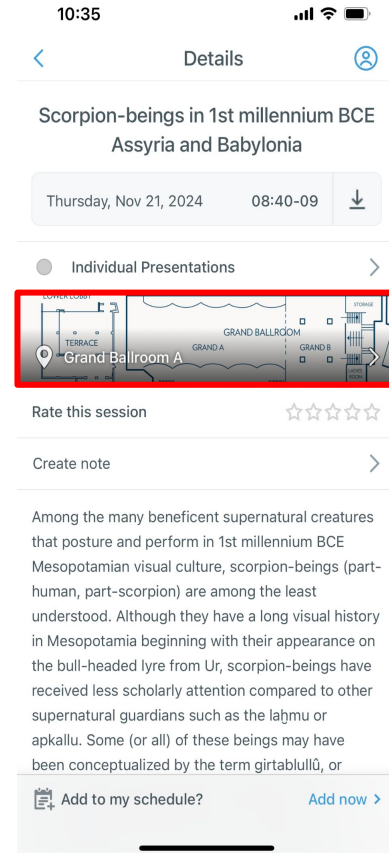 10:35
Details
Scorpion-beings in 1st millennium BCE
Assyria and Babylonia
Thursday, Nov 21, 2024 08:40-09
Individual Presentations
LOWER LOBBY
STORAGE
GRAND BALLROOM
TERRACE
GRAND A
GRAND B
Grand Ballroom A
LADIES
ROOM
Rate this session
Create note
Among the many beneficent supernatural creatures
that posture and perform in 1st millennium BCE
Mesopotamian visual culture, scorpion-beings (part-
human, part-scorpion) are among the least
understood. Although they have a long visual history
in Mesopotamia beginning with their appearance on
the bull-headed lyre from Ur, scorpion-beings have
received less scholarly attention compared to other
supernatural guardians such as the laḫmu or
apkallu. Some (or all) of these beings may have
been conceptualized by the term girtablullû, or
Add to my schedule? Add now